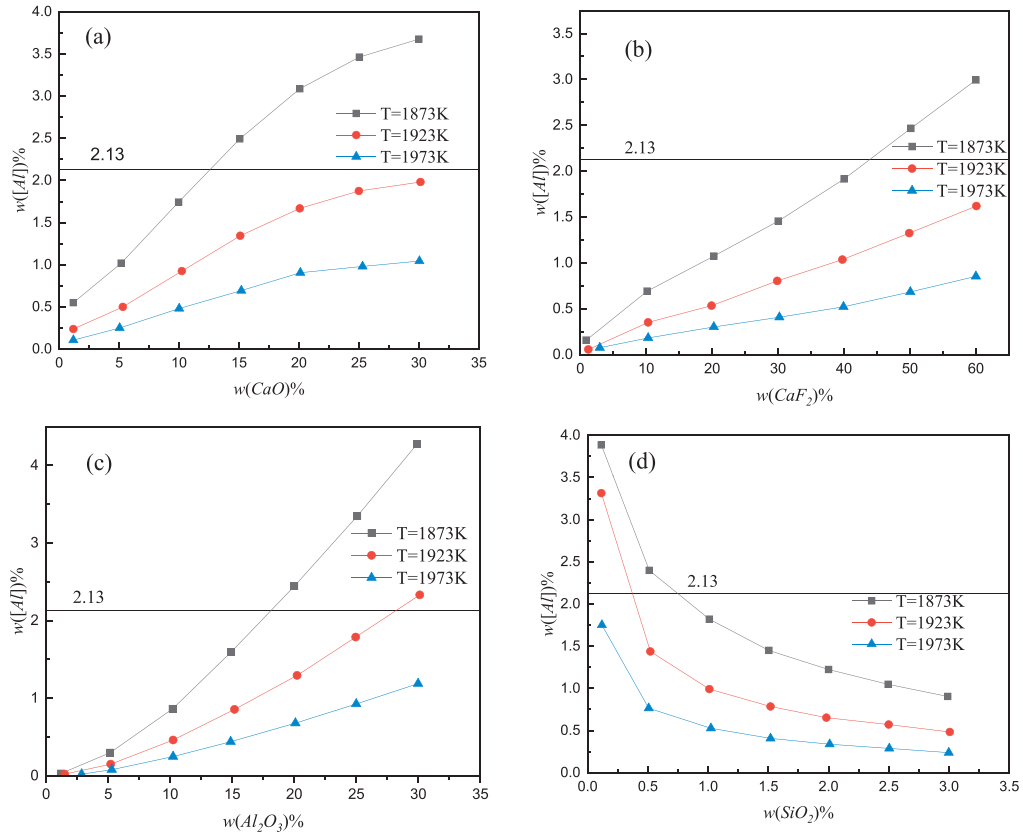 (a)
4.0
3.5
3.0
2.5
2.0
1.5
1.0
0.5
0.0
w([Al])%
2.13
T=1873K
T=1923K
T=1973K
0 5 10 15 20 25 30 35
w(CaO)%
(b)
3.5
3.0
2.5
2.0
1.5
1.0
0.5
0.0
w([Al])%
2.13
T=1873K
T=1923K
T=1973K
0 10 20 30 40 50 60
w(CaF2)%
(c)
4
3
2
1
0
w([Al])%
2.13
T=1873K
T=1923K
T=1973K
0 5 10 15 20 25 30 35
w(Al2O3)%
(d)
4.0
3.5
3.0
2.5
2.0
1.5
1.0
0.5
0.0
w([Al])%
2.13
T=1873K
T=1923K
T=1973K
0.0 0.5 1.0 1.5 2.0 2.5 3.0 3.5
w(SiO2)%